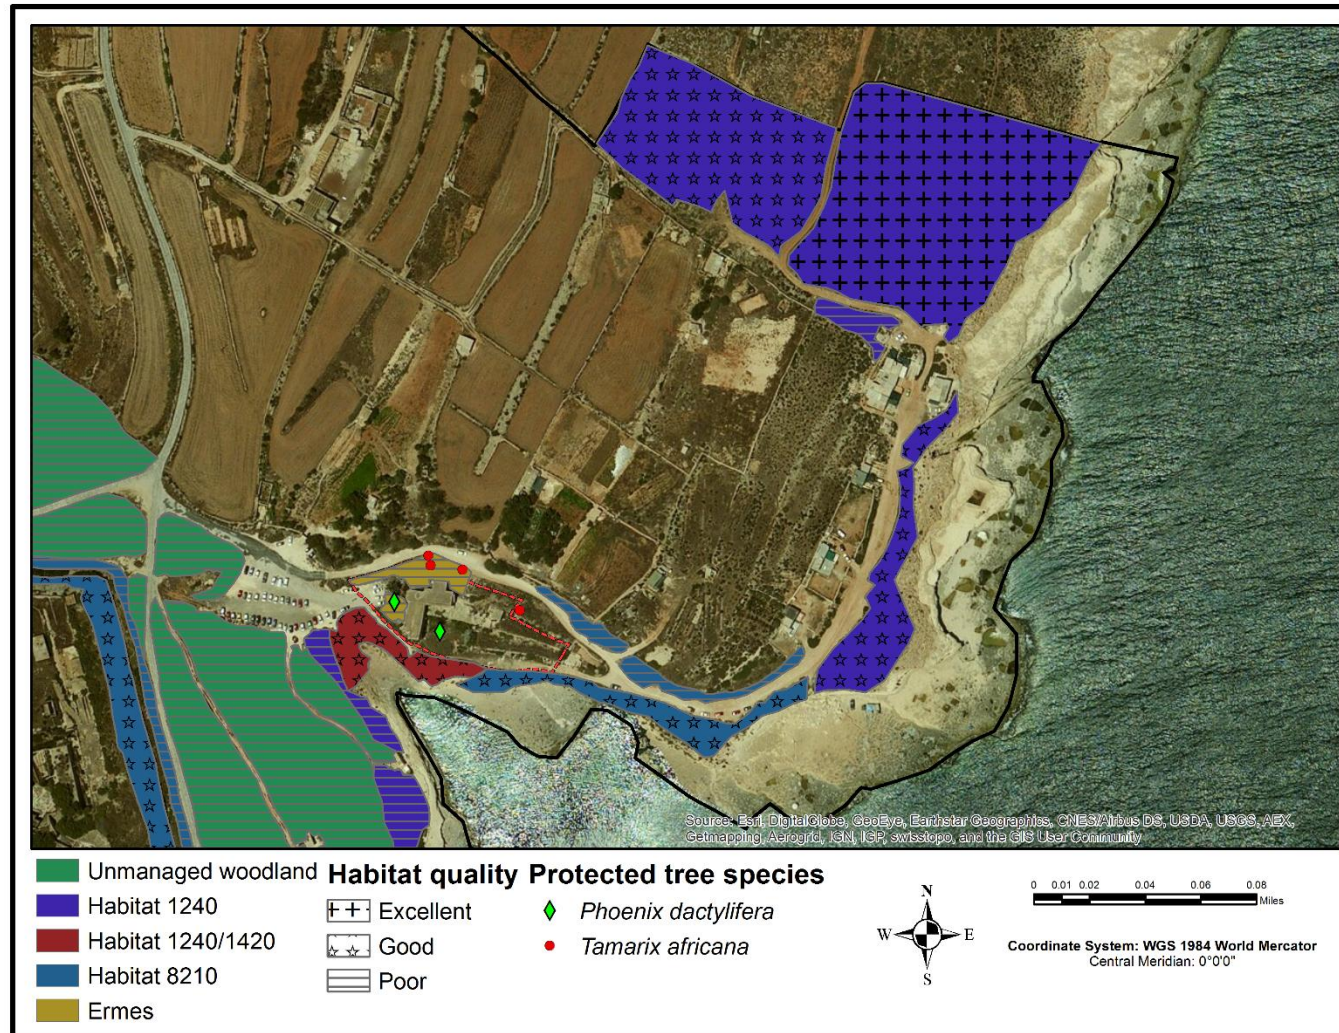 Source: Esri, DigitalGlobe, GeoEye, Earthstar Geographics, CNES/Airbus DS, USDA, USGS, AEX,
Getmapping, Aerogrid, IGN, IGP, swisstopo, and the GIS User Community
Unmanaged woodland
Habitat 1240
Habitat 1240/1420
Habitat 8210
Ermes
Habitat quality
Excellent
Good
Poor
Protected tree species
Phoenix dactylifera
Tamarix africana
N
W E
S
0 0.01 0.02 0.04 0.06 0.08
Miles
Coordinate System: WGS 1984 World Mercator
Central Meridian: 0°0'0"